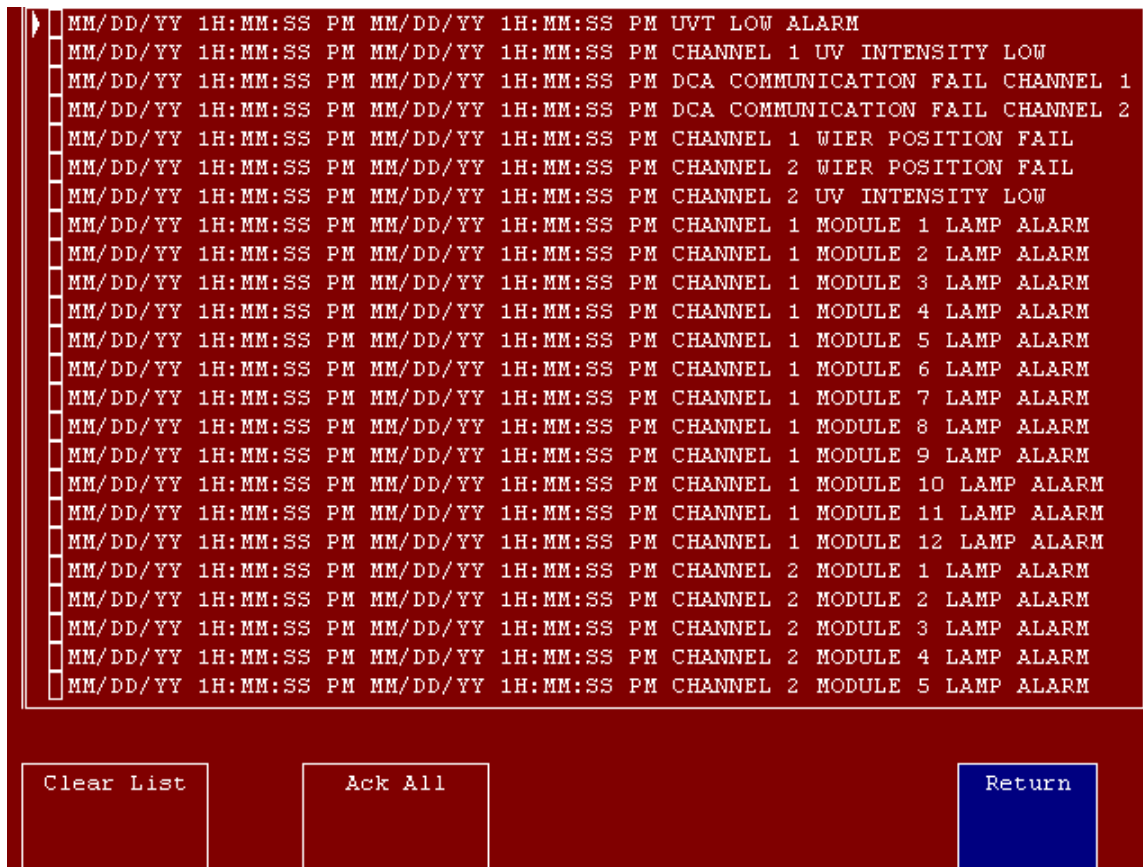 MM/DD/YY 1H:MM:SS PM MM/DD/YY 1H:MM:SS PM UVT LOW ALARM
MM/DD/YY 1H:MM:SS PM MM/DD/YY 1H:MM:SS PM CHANNEL 1 UV INTENSITY LOW
MM/DD/YY 1H:MM:SS PM MM/DD/YY 1H:MM:SS PM DCA COMMUNICATION FAIL CHANNEL 1
MM/DD/YY 1H:MM:SS PM MM/DD/YY 1H:MM:SS PM DCA COMMUNICATION FAIL CHANNEL 2
MM/DD/YY 1H:MM:SS PM MM/DD/YY 1H:MM:SS PM CHANNEL 1 WIER POSITION FAIL
MM/DD/YY 1H:MM:SS PM MM/DD/YY 1H:MM:SS PM CHANNEL 2 WIER POSITION FAIL
MM/DD/YY 1H:MM:SS PM MM/DD/YY 1H:MM:SS PM CHANNEL 2 UV INTENSITY LOW
MM/DD/YY 1H:MM:SS PM MM/DD/YY 1H:MM:SS PM CHANNEL 1 MODULE 1 LAMP ALARM
MM/DD/YY 1H:MM:SS PM MM/DD/YY 1H:MM:SS PM CHANNEL 1 MODULE 2 LAMP ALARM
MM/DD/YY 1H:MM:SS PM MM/DD/YY 1H:MM:SS PM CHANNEL 1 MODULE 3 LAMP ALARM
MM/DD/YY 1H:MM:SS PM MM/DD/YY 1H:MM:SS PM CHANNEL 1 MODULE 4 LAMP ALARM
MM/DD/YY 1H:MM:SS PM MM/DD/YY 1H:MM:SS PM CHANNEL 1 MODULE 5 LAMP ALARM
MM/DD/YY 1H:MM:SS PM MM/DD/YY 1H:MM:SS PM CHANNEL 1 MODULE 6 LAMP ALARM
MM/DD/YY 1H:MM:SS PM MM/DD/YY 1H:MM:SS PM CHANNEL 1 MODULE 7 LAMP ALARM
MM/DD/YY 1H:MM:SS PM MM/DD/YY 1H:MM:SS PM CHANNEL 1 MODULE 8 LAMP ALARM
MM/DD/YY 1H:MM:SS PM MM/DD/YY 1H:MM:SS PM CHANNEL 1 MODULE 9 LAMP ALARM
MM/DD/YY 1H:MM:SS PM MM/DD/YY 1H:MM:SS PM CHANNEL 1 MODULE 10 LAMP ALARM
MM/DD/YY 1H:MM:SS PM MM/DD/YY 1H:MM:SS PM CHANNEL 1 MODULE 11 LAMP ALARM
MM/DD/YY 1H:MM:SS PM MM/DD/YY 1H:MM:SS PM CHANNEL 1 MODULE 12 LAMP ALARM
MM/DD/YY 1H:MM:SS PM MM/DD/YY 1H:MM:SS PM CHANNEL 2 MODULE 1 LAMP ALARM
MM/DD/YY 1H:MM:SS PM MM/DD/YY 1H:MM:SS PM CHANNEL 2 MODULE 2 LAMP ALARM
MM/DD/YY 1H:MM:SS PM MM/DD/YY 1H:MM:SS PM CHANNEL 2 MODULE 3 LAMP ALARM
MM/DD/YY 1H:MM:SS PM MM/DD/YY 1H:MM:SS PM CHANNEL 2 MODULE 4 LAMP ALARM
MM/DD/YY 1H:MM:SS PM MM/DD/YY 1H:MM:SS PM CHANNEL 2 MODULE 5 LAMP ALARM
Clear List Ack All Return